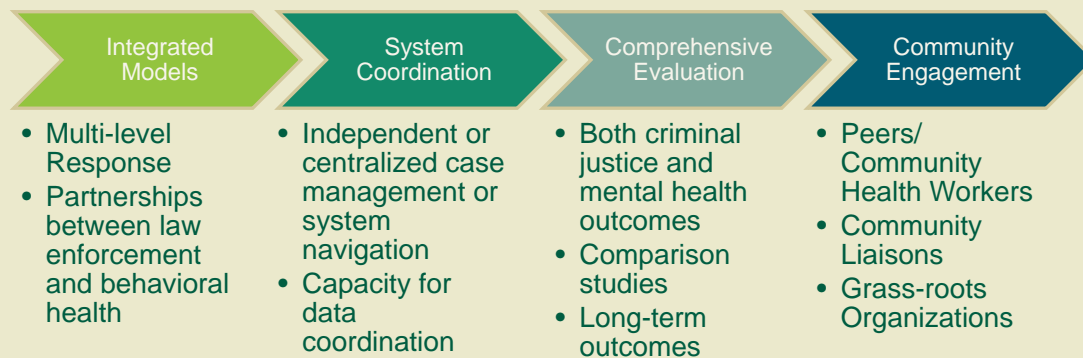 Integrated
Models
• Multi-level
Response
• Partnerships
between law
enforcement
and behavioral
health
System
Coordination
• Independent or
centralized case
management or
system
navigation
• Capacity for
data
coordination
Comprehensive
Evaluation
• Both criminal
justice and
mental health
outcomes
• Comparison
studies
• Long-term
outcomes
Community
Engagement
• Peers/
Community
Health Workers
• Community
Liaisons
• Grass-roots
Organizations